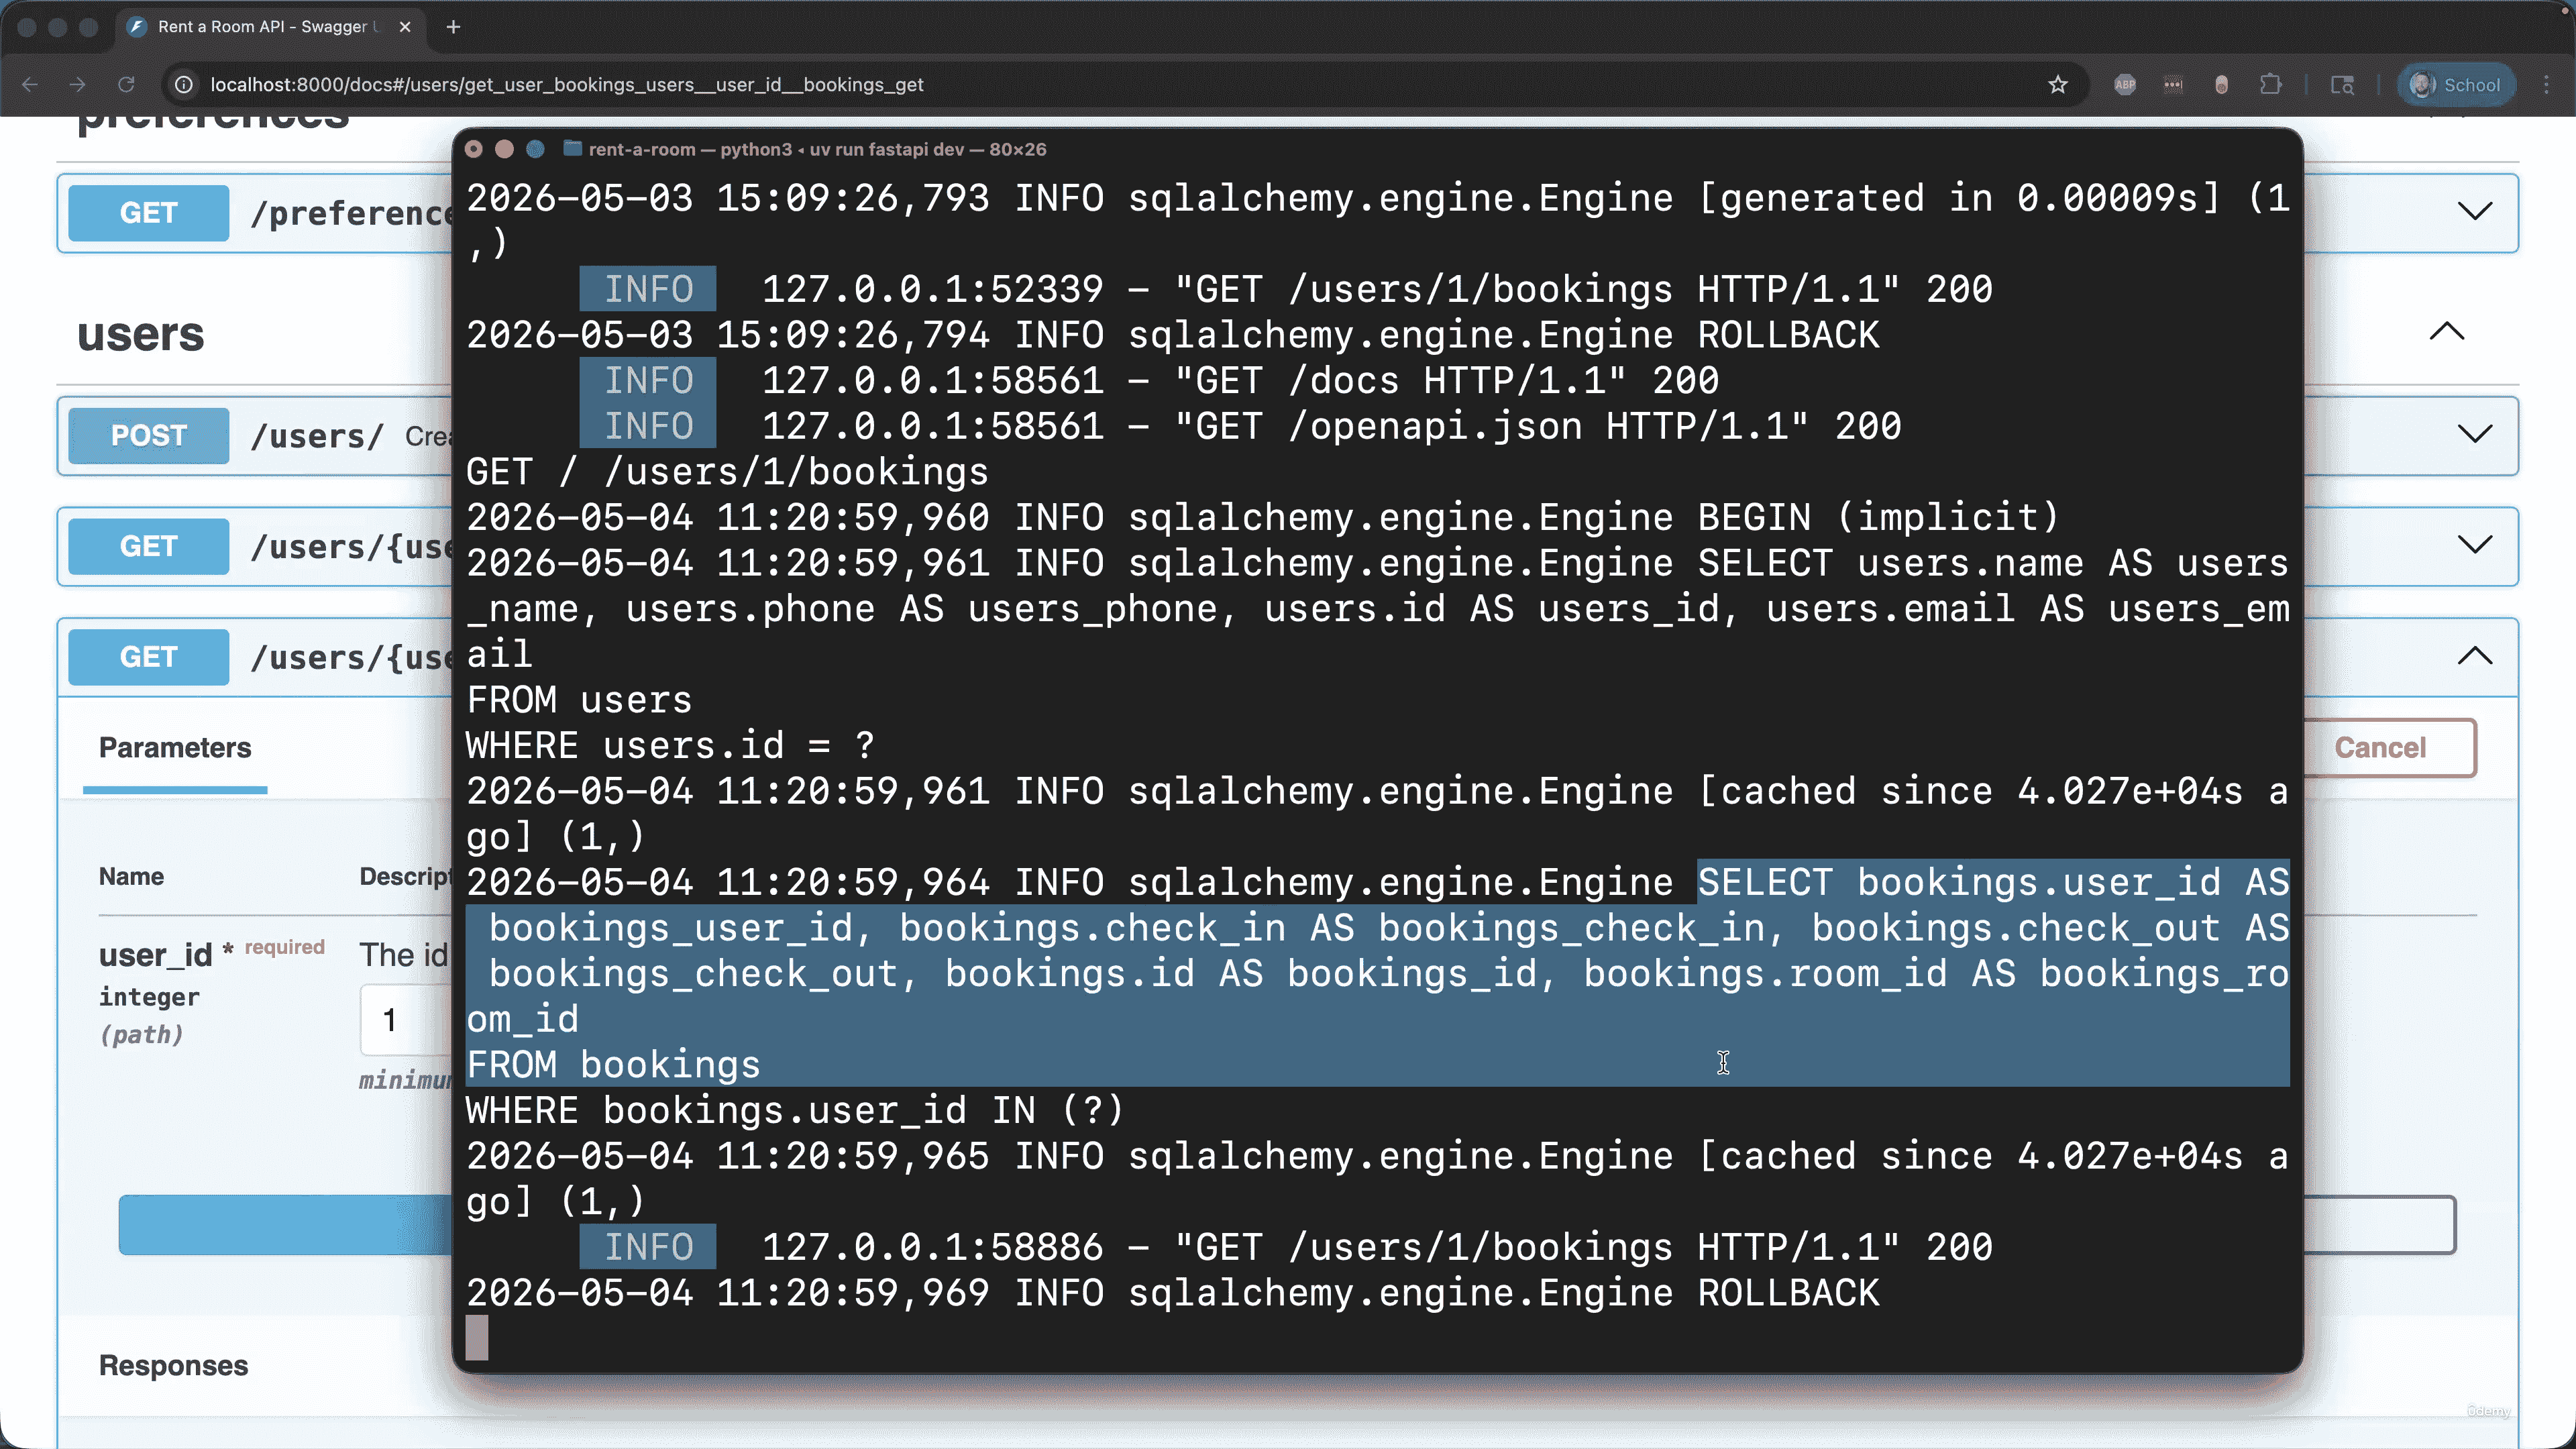 Rent a Room API - Swagger U
localhost:8000/docs#/users/get_user_bookings_users__user_id__bookings_get
School
preferences
rent-a-room — python3 ◂ uv run fastapi dev — 80×26
GET /preference
users
POST /users/ Crea
GET /users/{use
GET /users/{use
Parameters
Cancel
Name
Descript
user_id * required
integer
(path)
The id
1
minimum
Responses
2026-05-03 15:09:26,793 INFO sqlalchemy.engine.Engine [generated in 0.00009s] (1
,)
INFO 127.0.0.1:52339 - "GET /users/1/bookings HTTP/1.1" 200
2026-05-03 15:09:26,794 INFO sqlalchemy.engine.Engine ROLLBACK
INFO 127.0.0.1:58561 - "GET /docs HTTP/1.1" 200
INFO 127.0.0.1:58561 - "GET /openapi.json HTTP/1.1" 200
GET / /users/1/bookings
2026-05-04 11:20:59,960 INFO sqlalchemy.engine.Engine BEGIN (implicit)
2026-05-04 11:20:59,961 INFO sqlalchemy.engine.Engine SELECT users.name AS users
_name, users.phone AS users_phone, users.id AS users_id, users.email AS users_em
ail
FROM users
WHERE users.id = ?
2026-05-04 11:20:59,961 INFO sqlalchemy.engine.Engine [cached since 4.027e+04s a
go] (1,)
2026-05-04 11:20:59,964 INFO sqlalchemy.engine.Engine SELECT bookings.user_id AS
bookings_user_id, bookings.check_in AS bookings_check_in, bookings.check_out AS
bookings_check_out, bookings.id AS bookings_id, bookings.room_id AS bookings_ro
om_id
FROM bookings
WHERE bookings.user_id IN (?)
2026-05-04 11:20:59,965 INFO sqlalchemy.engine.Engine [cached since 4.027e+04s a
go] (1,)
INFO 127.0.0.1:58886 - "GET /users/1/bookings HTTP/1.1" 200
2026-05-04 11:20:59,969 INFO sqlalchemy.engine.Engine ROLLBACK
ûdemy